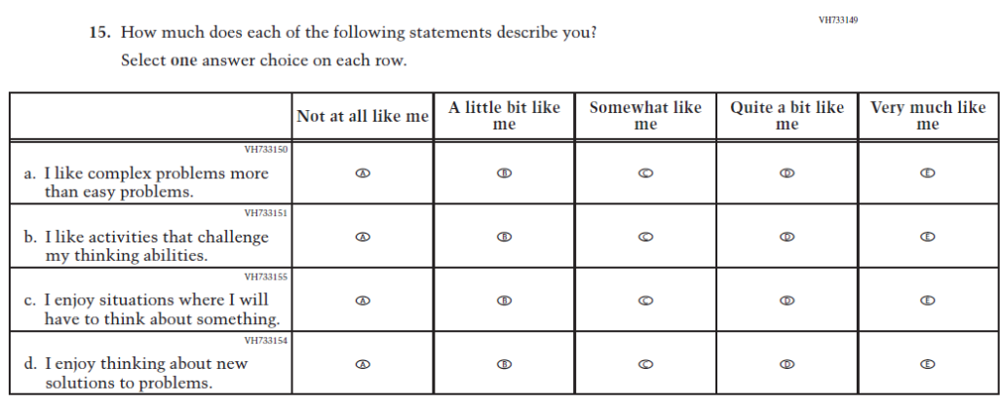 VH733149
15. How much does each of the following statements describe you?
Select one answer choice on each row.
Not at all like me
A little bit like
me
Somewhat like
me
Quite a bit like
me
Very much like
me
VH733150
a. I like complex problems more
than easy problems.
A B C D E
VH733151
b. I like activities that challenge
my thinking abilities.
A B C D E
VH733155
c. I enjoy situations where I will
have to think about something.
A B C D E
VH733154
d. I enjoy thinking about new
solutions to problems.
A B C D E